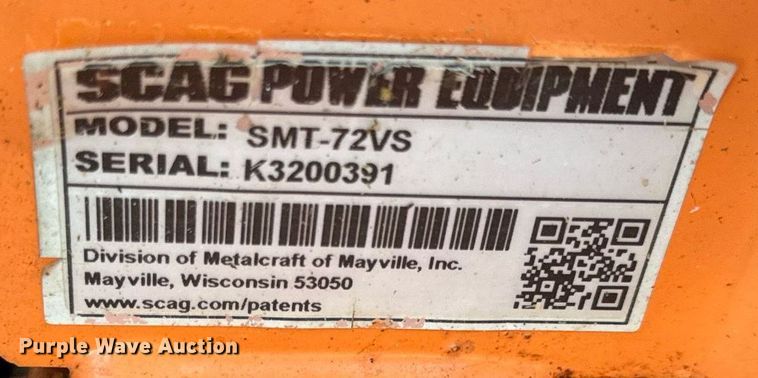 SCAG POWER EQUIPMENT
MODEL: SMT-72VS
SERIAL: K3200391
Division of Metalcraft of Mayville, Inc.
Mayville, Wisconsin 53050
www.scag.com/patents
Purple Wave Auction